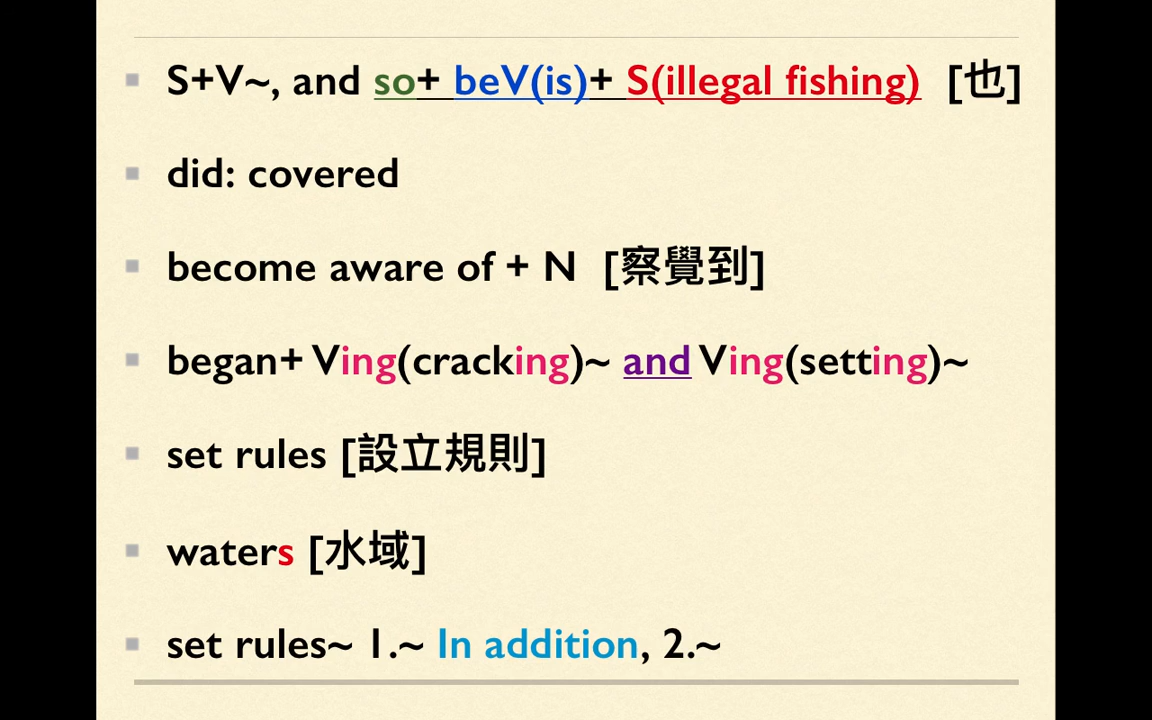 S+V~, and so+ beV(is)+ S(illegal fishing) [也]
did: covered
become aware of + N [察覺到]
began+ Ving(cracking)~ and Ving(setting)~
set rules [設立規則]
waters [水域]
set rules~ 1.~ In addition, 2.~